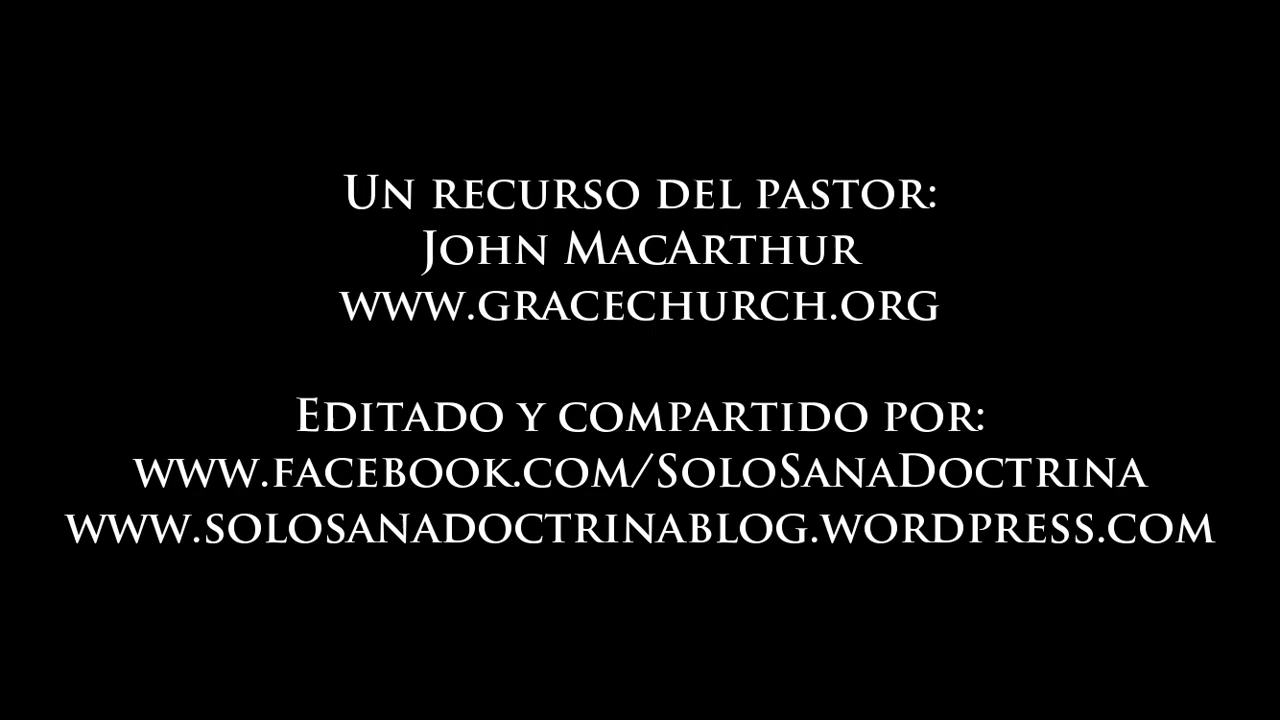 Un recurso del pastor:
John MacArthur
www.gracechurch.org
Editado y compartido por:
www.facebook.com/SoloSanaDoctrina
www.solosanadoctrinablog.wordpress.com